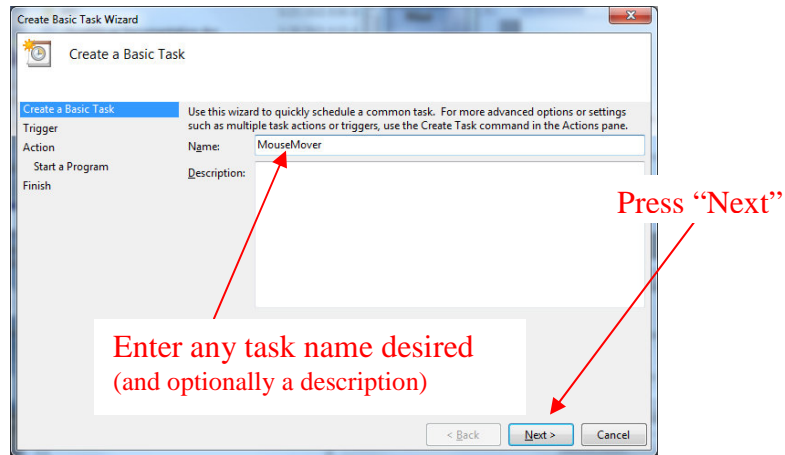 Create Basic Task Wizard
Create a Basic Task
Create a Basic Task
Trigger
Action
Start a Program
Finish
Use this wizard to quickly schedule a common task. For more advanced options or settings
such as multiple task actions or triggers, use the Create Task command in the Actions pane.
Name:
MouseMover
Description:
Press “Next”
Enter any task name desired
(and optionally a description)
< Back
Next >
Cancel